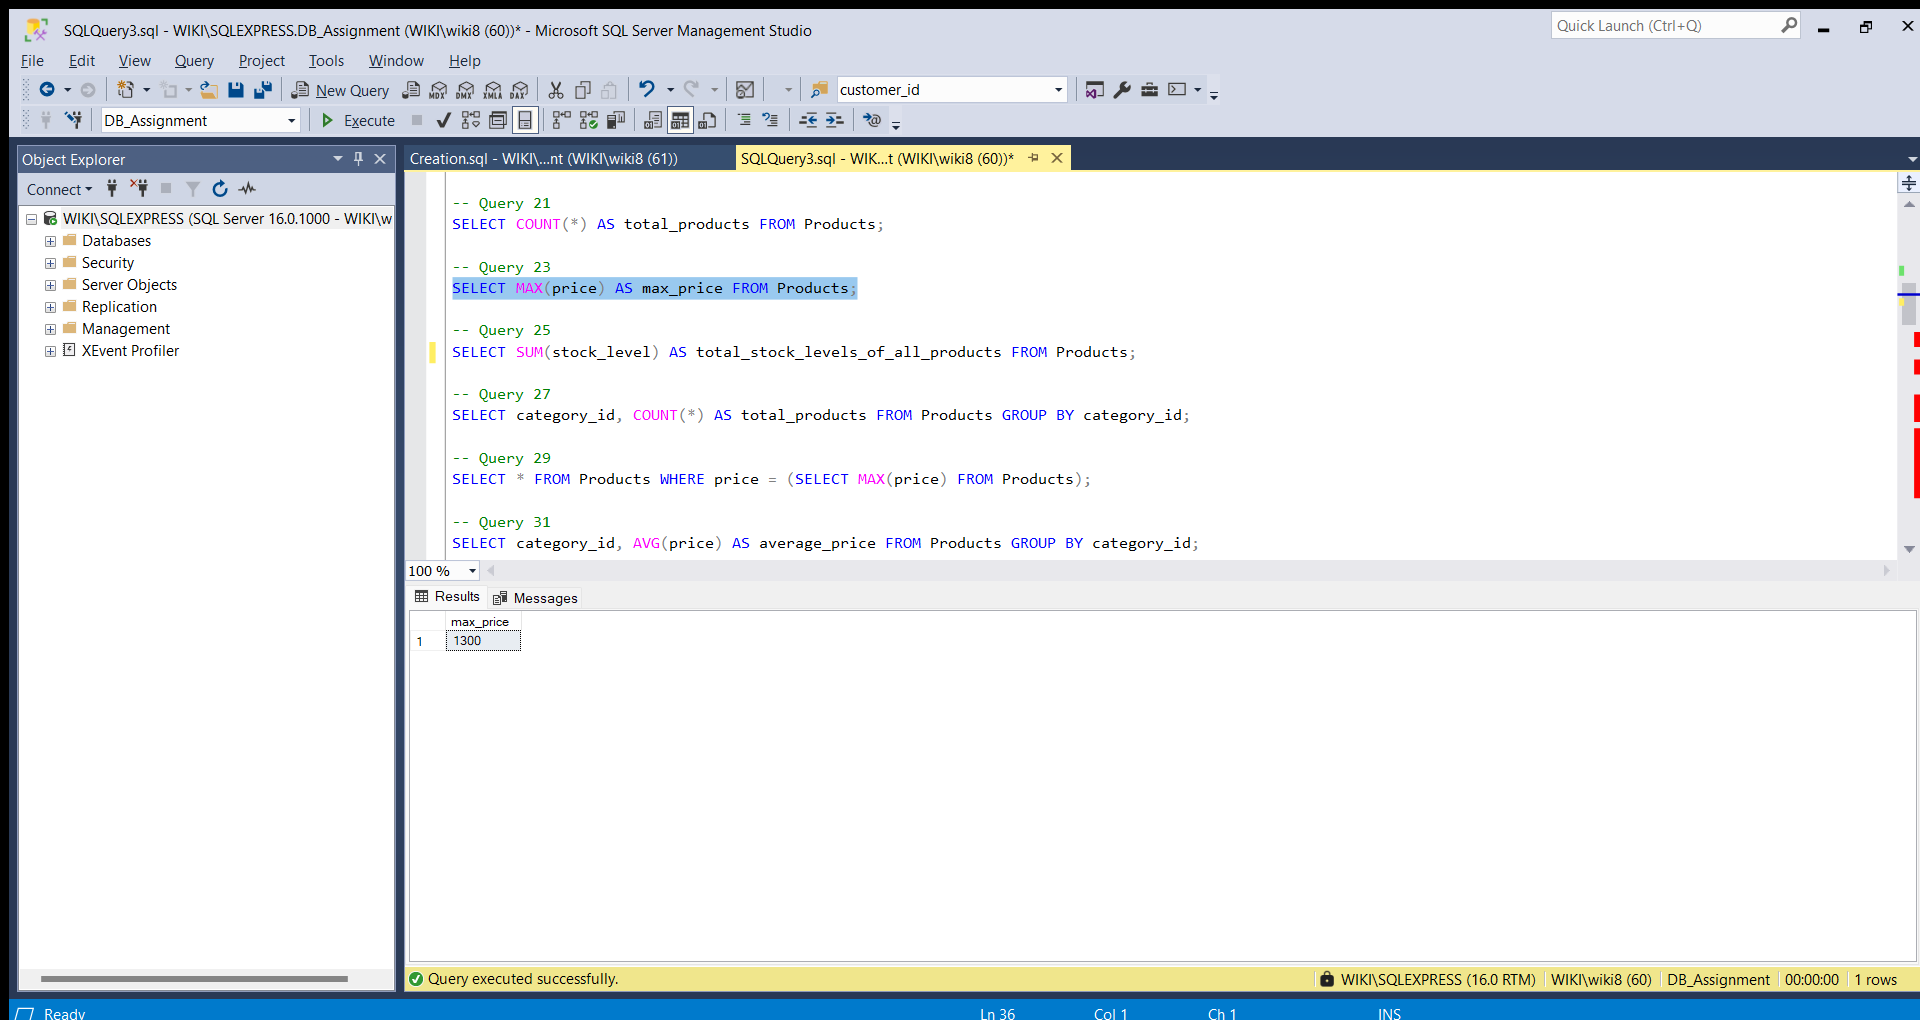 SQLQuery3.sql - WIKI\SQLEXPRESS.DB_Assignment (WIKI\wiki8 (60))* - Microsoft SQL Server Management Studio
Quick Launch (Ctrl+Q)
File Edit View Query Project Tools Window Help
New Query MDX DMX XMLA DAX customer_id
DB_Assignment Execute
Object Explorer
Connect
WIKI\SQLEXPRESS (SQL Server 16.0.1000 - WIKI\w
Databases
Security
Server Objects
Replication
Management
XEvent Profiler
Creation.sql - WIKI\...nt (WIKI\wiki8 (61))
SQLQuery3.sql - WIK...t (WIKI\wiki8 (60))*
-- Query 21
SELECT COUNT(*) AS total_products FROM Products;
-- Query 23
SELECT MAX(price) AS max_price FROM Products;
-- Query 25
SELECT SUM(stock_level) AS total_stock_levels_of_all_products FROM Products;
-- Query 27
SELECT category_id, COUNT(*) AS total_products FROM Products GROUP BY category_id;
-- Query 29
SELECT * FROM Products WHERE price = (SELECT MAX(price) FROM Products);
-- Query 31
SELECT category_id, AVG(price) AS average_price FROM Products GROUP BY category_id;
100 %
Results Messages
max_price
1 1300
Query executed successfully.
WIKI\SQLEXPRESS (16.0 RTM) WIKI\wiki8 (60) DB_Assignment 00:00:00 1 rows
Ready Ln 36 Col 1 Ch 1 INS